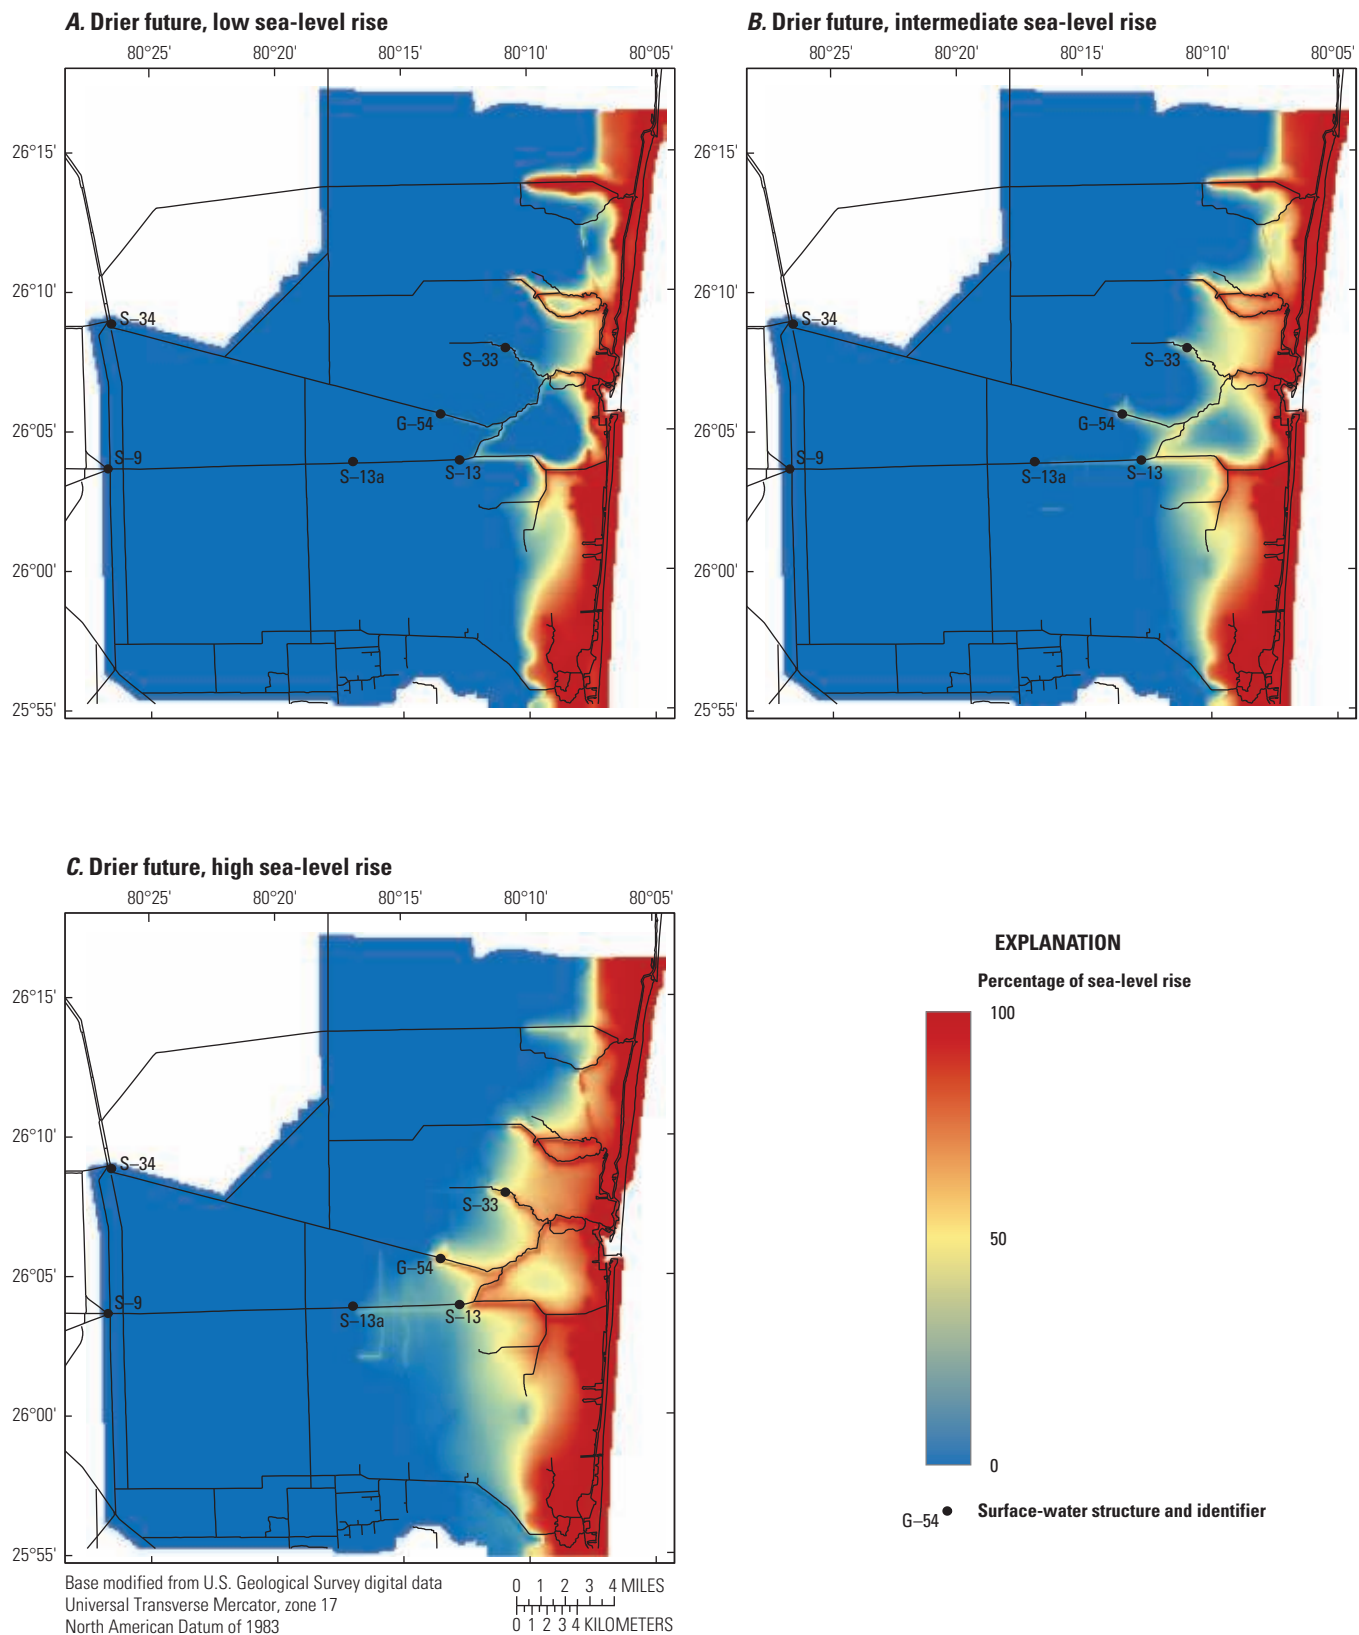 A. Drier future, low sea-level rise
80°25' 80°20' 80°15' 80°10' 80°05'
26°15'
26°10'
26°05'
26°00'
25°55'
S–34
S–33
G–54
S–9
S–13a
S–13
B. Drier future, intermediate sea-level rise
80°25' 80°20' 80°15' 80°10' 80°05'
26°15'
26°10'
26°05'
26°00'
25°55'
S–34
S–33
G–54
S–9
S–13a
S–13
C. Drier future, high sea-level rise
80°25' 80°20' 80°15' 80°10' 80°05'
26°15'
26°10'
26°05'
26°00'
25°55'
S–34
S–33
G–54
S–9
S–13a
S–13
Base modified from U.S. Geological Survey digital data
Universal Transverse Mercator, zone 17
North American Datum of 1983
0 1 2 3 4 MILES
0 1 2 3 4 KILOMETERS
EXPLANATION
Percentage of sea-level rise
100
50
0
G–54 Surface-water structure and identifier